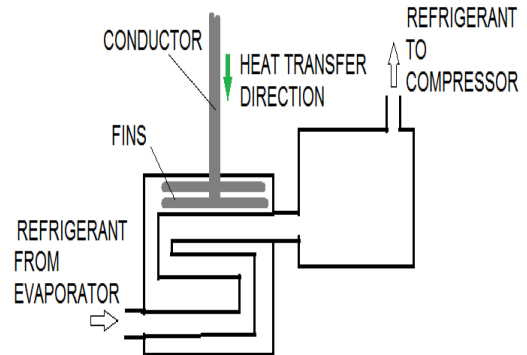 REFRIGERANT
TO
COMPRESSOR
CONDUCTOR
HEAT TRANSFER
DIRECTION
FINS
REFRIGERANT
FROM
EVAPORATOR